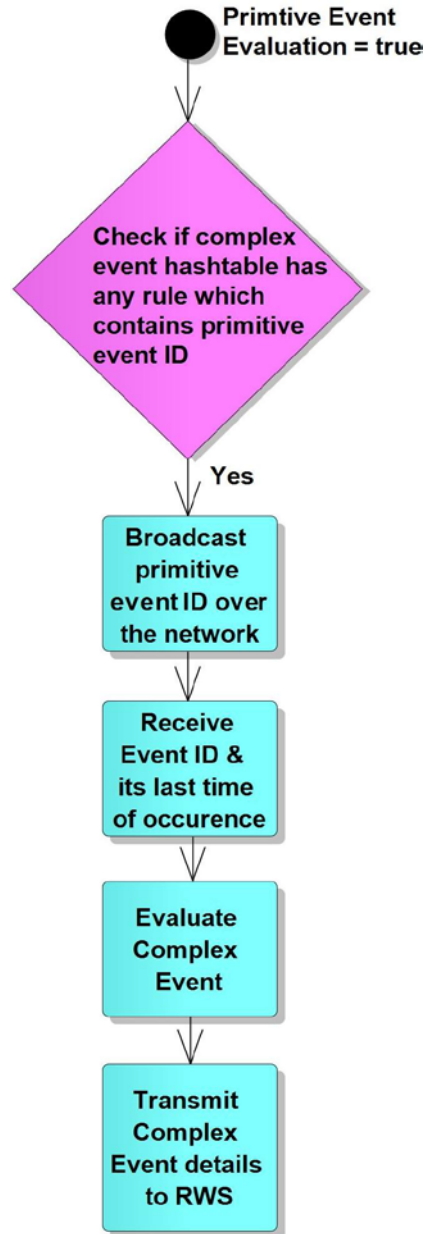 Primtive Event
Evaluation = true
Check if complex
event hashtable has
any rule which
contains primitive
event ID
Yes
Broadcast
primitive
event ID over
the network
Receive
Event ID &
its last time
of occurence
Evaluate
Complex
Event
Transmit
Complex
Event details
to RWS